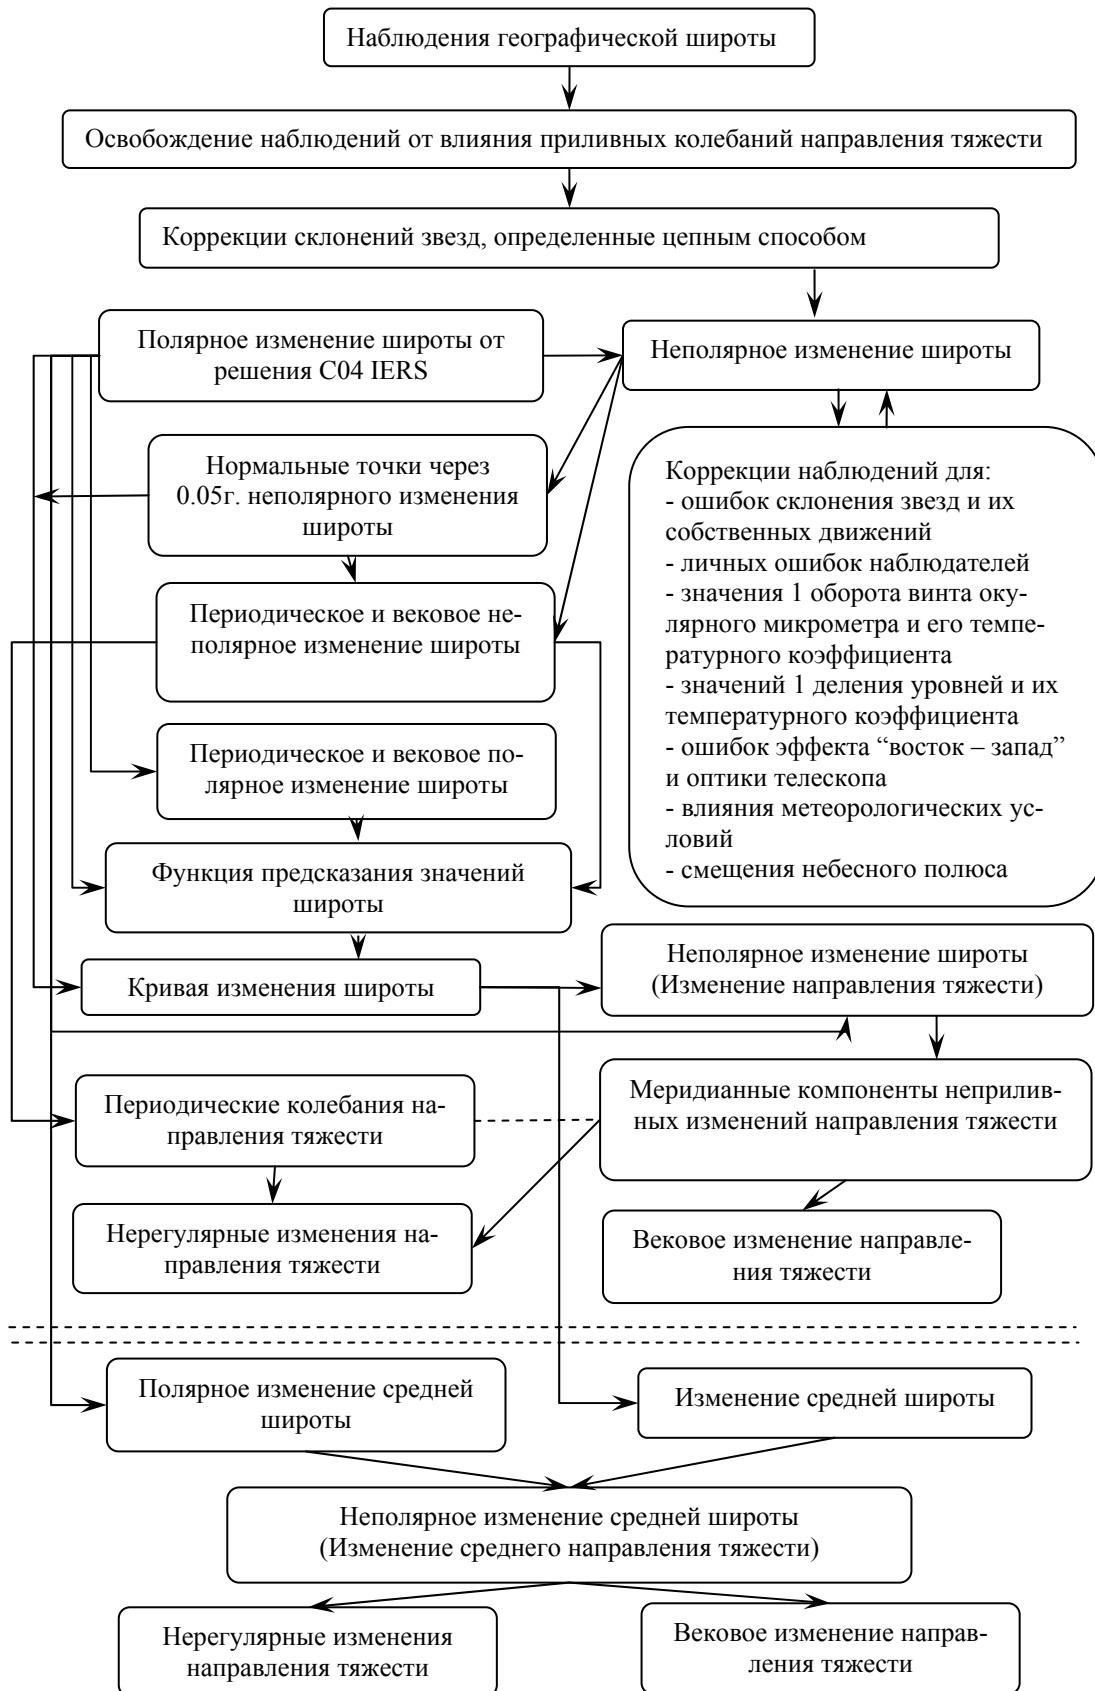 Наблюдения географической широты
Освобождение наблюдений от влияния приливных колебаний направления тяжести
Коррекции склонений звезд, определенные цепным способом
Полярное изменение широты от
решения C04 IERS
Неполярное изменение широты
Нормальные точки через
0.05г. неполярного изменения
широты
Коррекции наблюдений для:
- ошибок склонения звезд и их
собственных движений
- личных ошибок наблюдателей
- значения 1 оборота винта оку-
лярного микрометра и его темпе-
ратурного коэффициента
- значений 1 деления уровней и их
температурного коэффициента
- ошибок эффекта “восток – запад”
и оптики телескопа
- влияния метеорологических ус-
ловий
- смещения небесного полюса
Периодическое и вековое не-
полярное изменение широты
Периодическое и вековое по-
лярное изменение широты
Функция предсказания значений
широты
Кривая изменения широты
Неполярное изменение широты
(Изменение направления тяжести)
Периодические колебания на-
правления тяжести
Меридианные компоненты неприлив-
ных изменений направления тяжести
Нерегулярные изменения на-
правления тяжести
Вековое изменение направле-
ния тяжести
Полярное изменение средней
широты
Изменение средней широты
Неполярное изменение средней широты
(Изменение среднего направления тяжести)
Нерегулярные изменения
направления тяжести
Вековое изменение направ-
ления тяжести